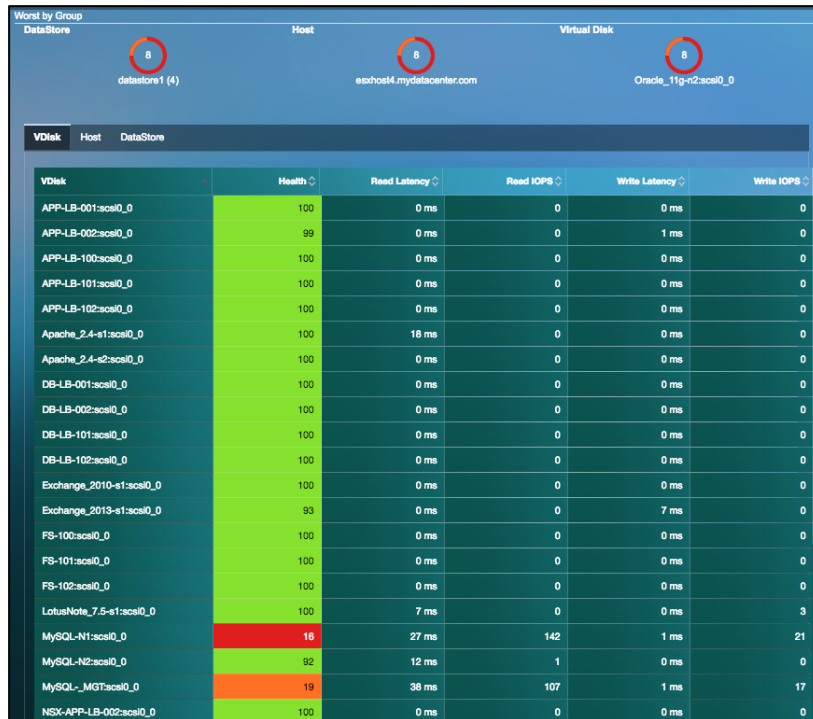 Worst by Group
DataStore Host Virtual Disk
8 8 8
datastore1 (4) esxhost4.mydatacenter.com Oracle_11g-n2:scsi0_0
VDisk Host DataStore
VDisk Health Read Latency Read IOPS Write Latency Write IOPS
APP-LB-001:scsi0_0 100 0 ms 0 0 ms 0
APP-LB-002:scsi0_0 99 0 ms 0 1 ms 0
APP-LB-100:scsi0_0 100 0 ms 0 0 ms 0
APP-LB-101:scsi0_0 100 0 ms 0 0 ms 0
APP-LB-102:scsi0_0 100 0 ms 0 0 ms 0
Apache_2.4-s1:scsi0_0 100 18 ms 0 0 ms 0
Apache_2.4-s2:scsi0_0 100 0 ms 0 0 ms 0
DB-LB-001:scsi0_0 100 0 ms 0 0 ms 0
DB-LB-002:scsi0_0 100 0 ms 0 0 ms 0
DB-LB-101:scsi0_0 100 0 ms 0 0 ms 0
DB-LB-102:scsi0_0 100 0 ms 0 0 ms 0
Exchange_2010-s1:scsi0_0 100 0 ms 0 0 ms 0
Exchange_2013-s1:scsi0_0 93 0 ms 0 7 ms 0
FS-100:scsi0_0 100 0 ms 0 0 ms 0
FS-101:scsi0_0 100 0 ms 0 0 ms 0
FS-102:scsi0_0 100 0 ms 0 0 ms 0
LotusNote_7.5-s1:scsi0_0 100 7 ms 0 0 ms 3
MySQL-N1:scsi0_0 16 27 ms 142 1 ms 21
MySQL-N2:scsi0_0 92 12 ms 1 0 ms 0
MySQL-_MGT:scsi0_0 19 38 ms 107 1 ms 17
NSX-APP-LB-002:scsi0_0 100 0 ms 0 0 ms 0